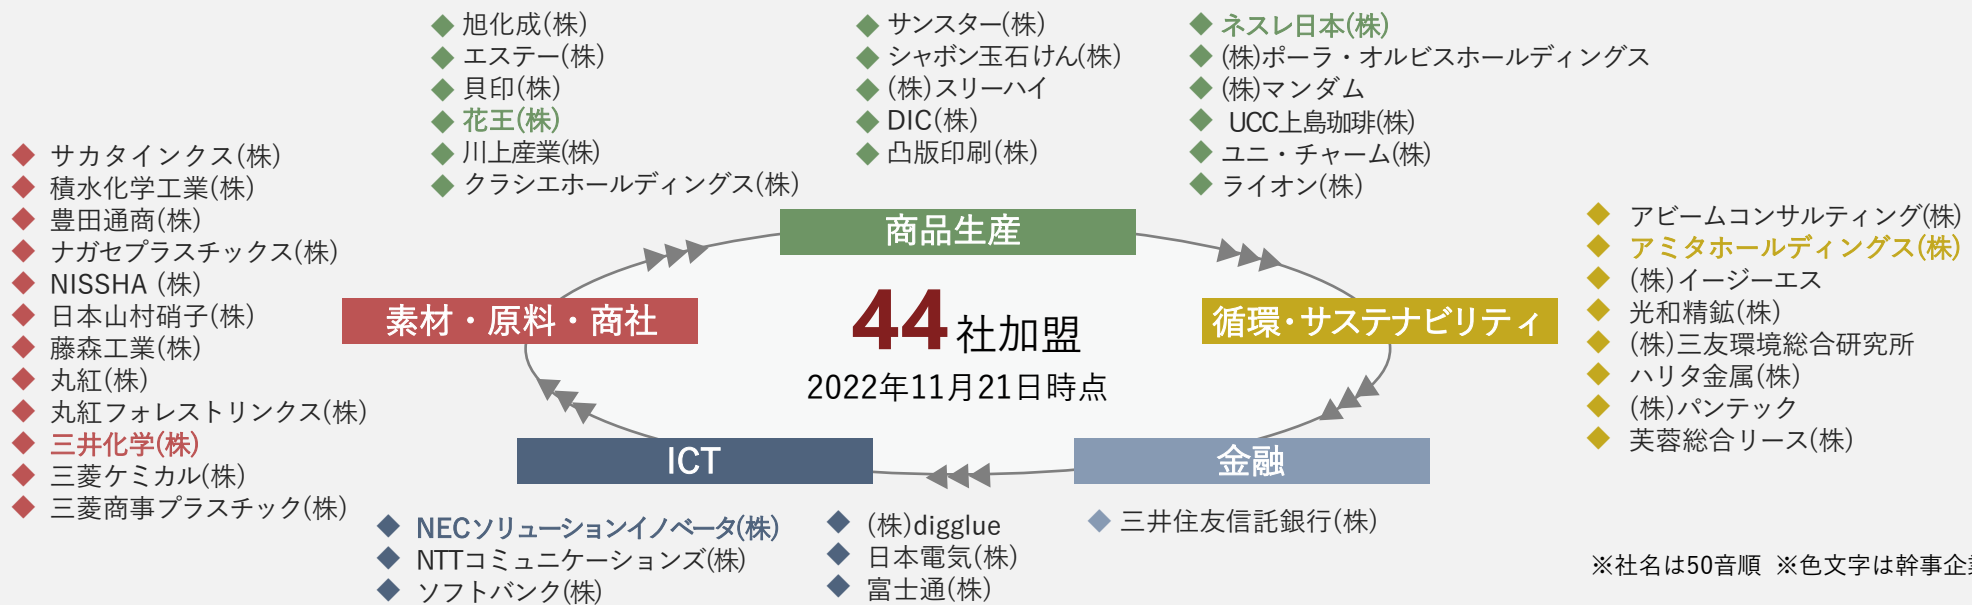 旭化成(株)
エステー(株)
貝印(株)
花王(株)
川上産業(株)
クラシエホールディングス(株)
サンスター(株)
シャボン玉石けん(株)
(株)スリーハイ
DIC(株)
凸版印刷(株)
ネスレ日本(株)
(株)ポーラ・オルビスホールディングス
(株)マンダム
UCC上島珈琲(株)
ユニ・チャーム(株)
ライオン(株)
サカタインクス(株)
積水化学工業(株)
豊田通商(株)
ナガセプラスチックス(株)
NISSHA (株)
日本山村硝子(株)
藤森工業(株)
丸紅(株)
丸紅フォレストリンクス(株)
三井化学(株)
三菱ケミカル(株)
三菱商事プラスチック(株)
商品生産
素材・原料・商社
44社加盟
2022年11月21日時点
循環・サステナビリティ
ICT
金融
アビームコンサルティング(株)
アミタホールディングス(株)
(株)イージーエス
光和精鉱(株)
(株)三友環境総合研究所
ハリタ金属(株)
(株)パンテック
芙蓉総合リース(株)
NECソリューションイノベータ(株)
NTTコミュニケーションズ(株)
ソフトバンク(株)
(株)digglue
日本電気(株)
富士通(株)
三井住友信託銀行(株)
※社名は50音順 ※色文字は幹事企業